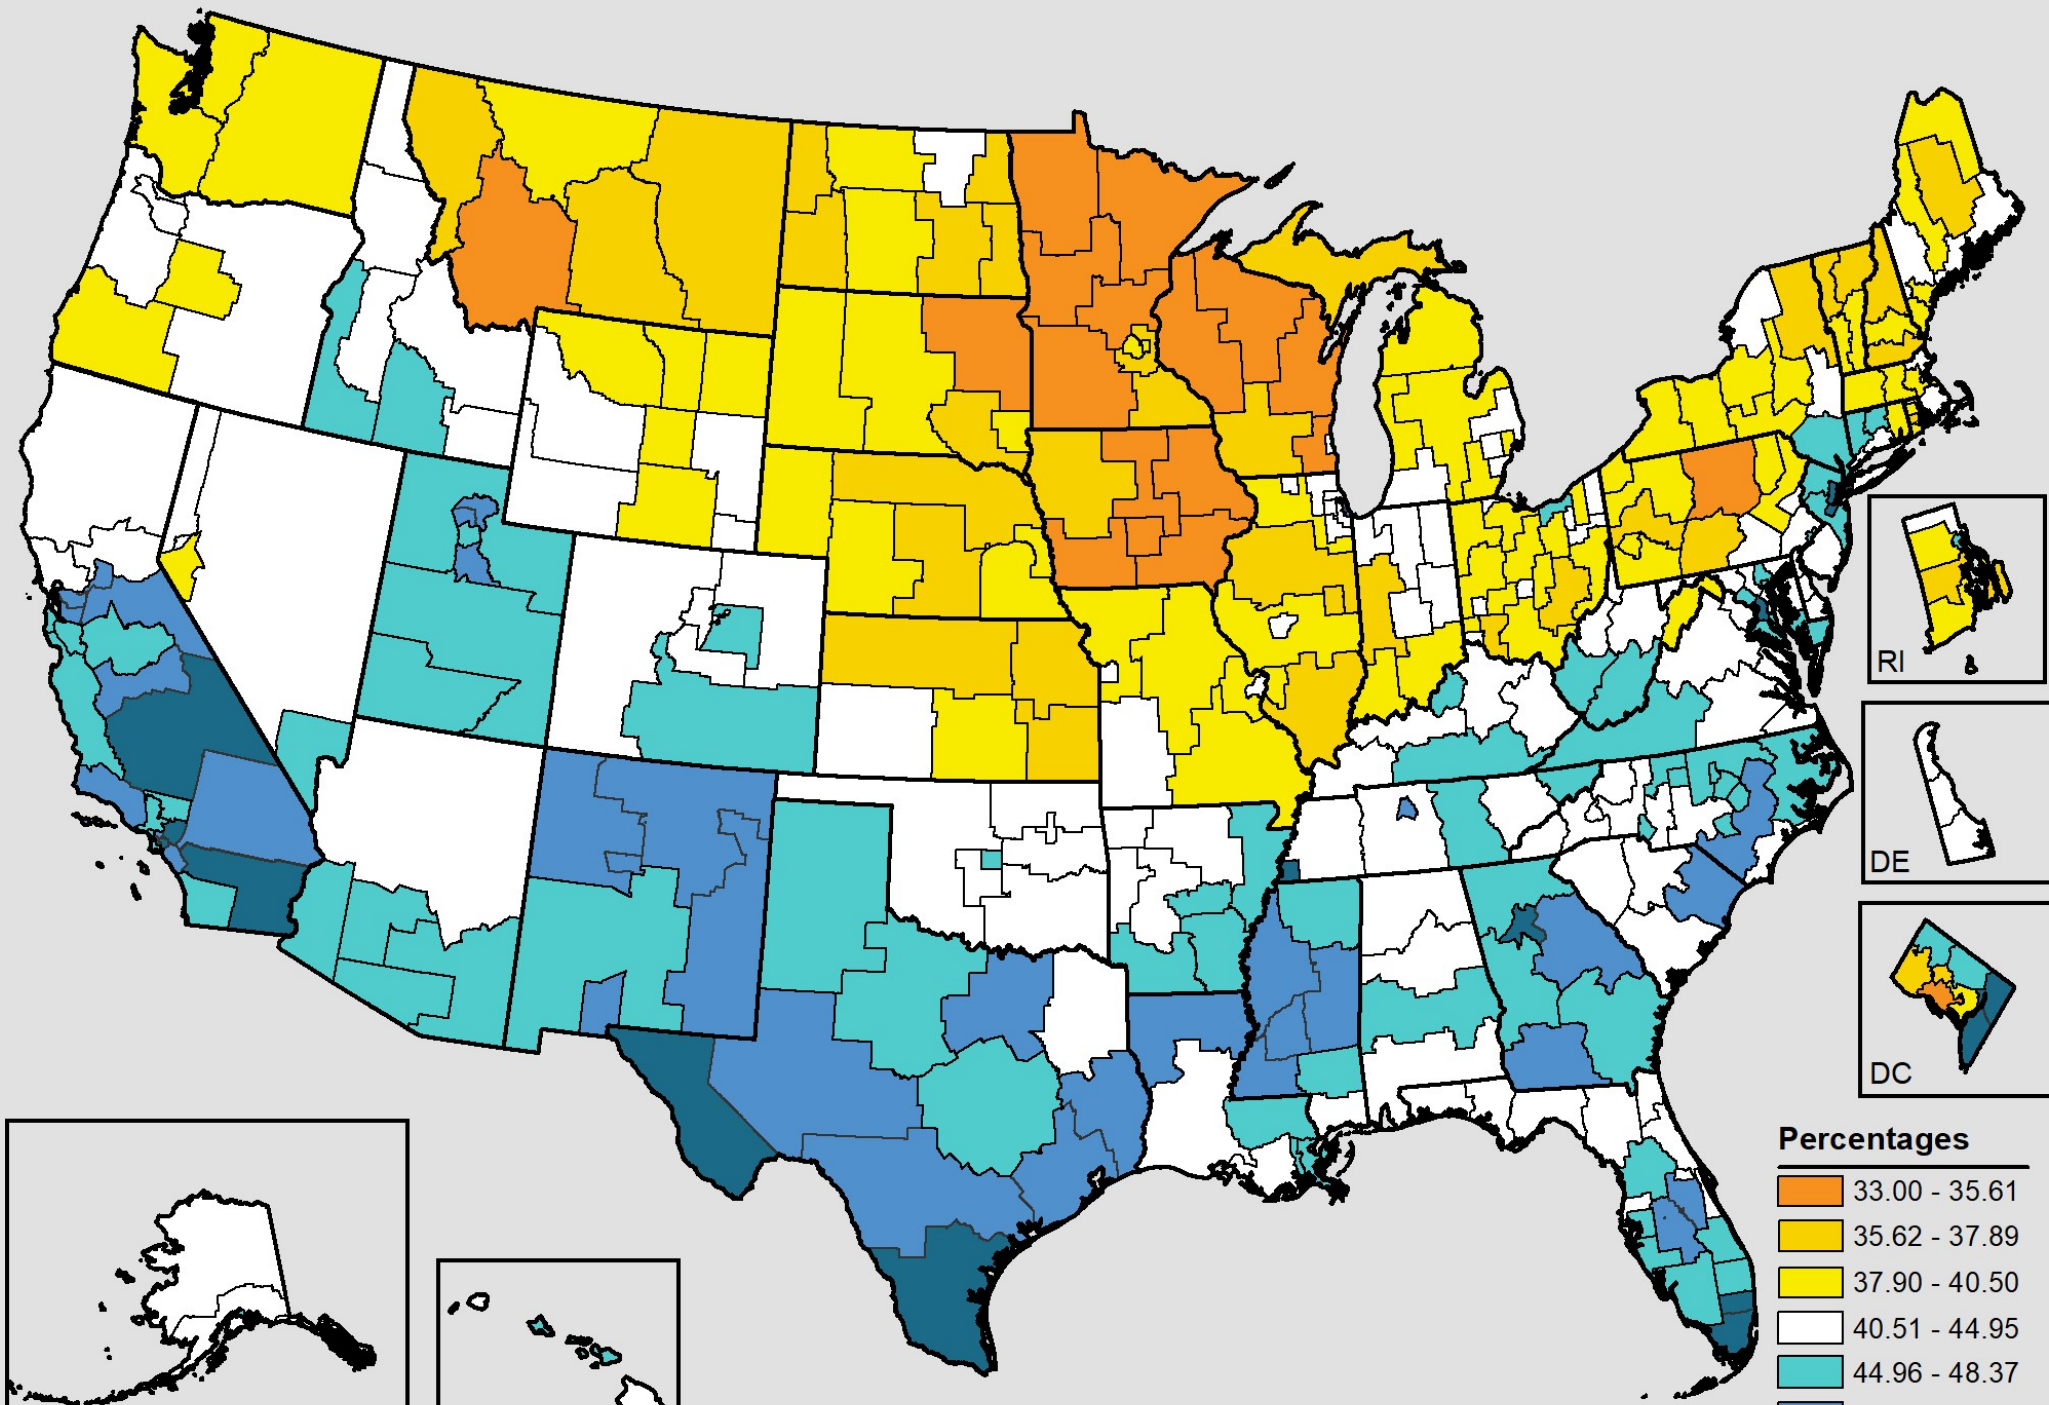 RI
DE
DC
Percentages
33.00 - 35.61
35.62 - 37.89
37.90 - 40.50
40.51 - 44.95
44.96 - 48.37